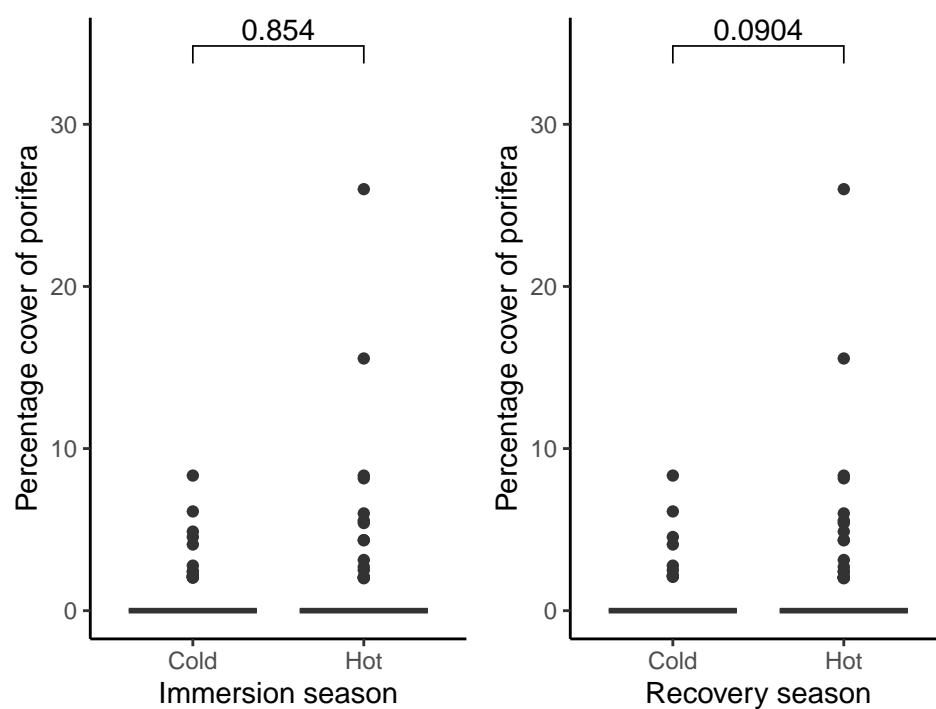 0.854
Percentage cover of porifera
30
20
10
0
Cold Hot
Immersion season
0.0904
Percentage cover of porifera
30
20
10
0
Cold Hot
Recovery season